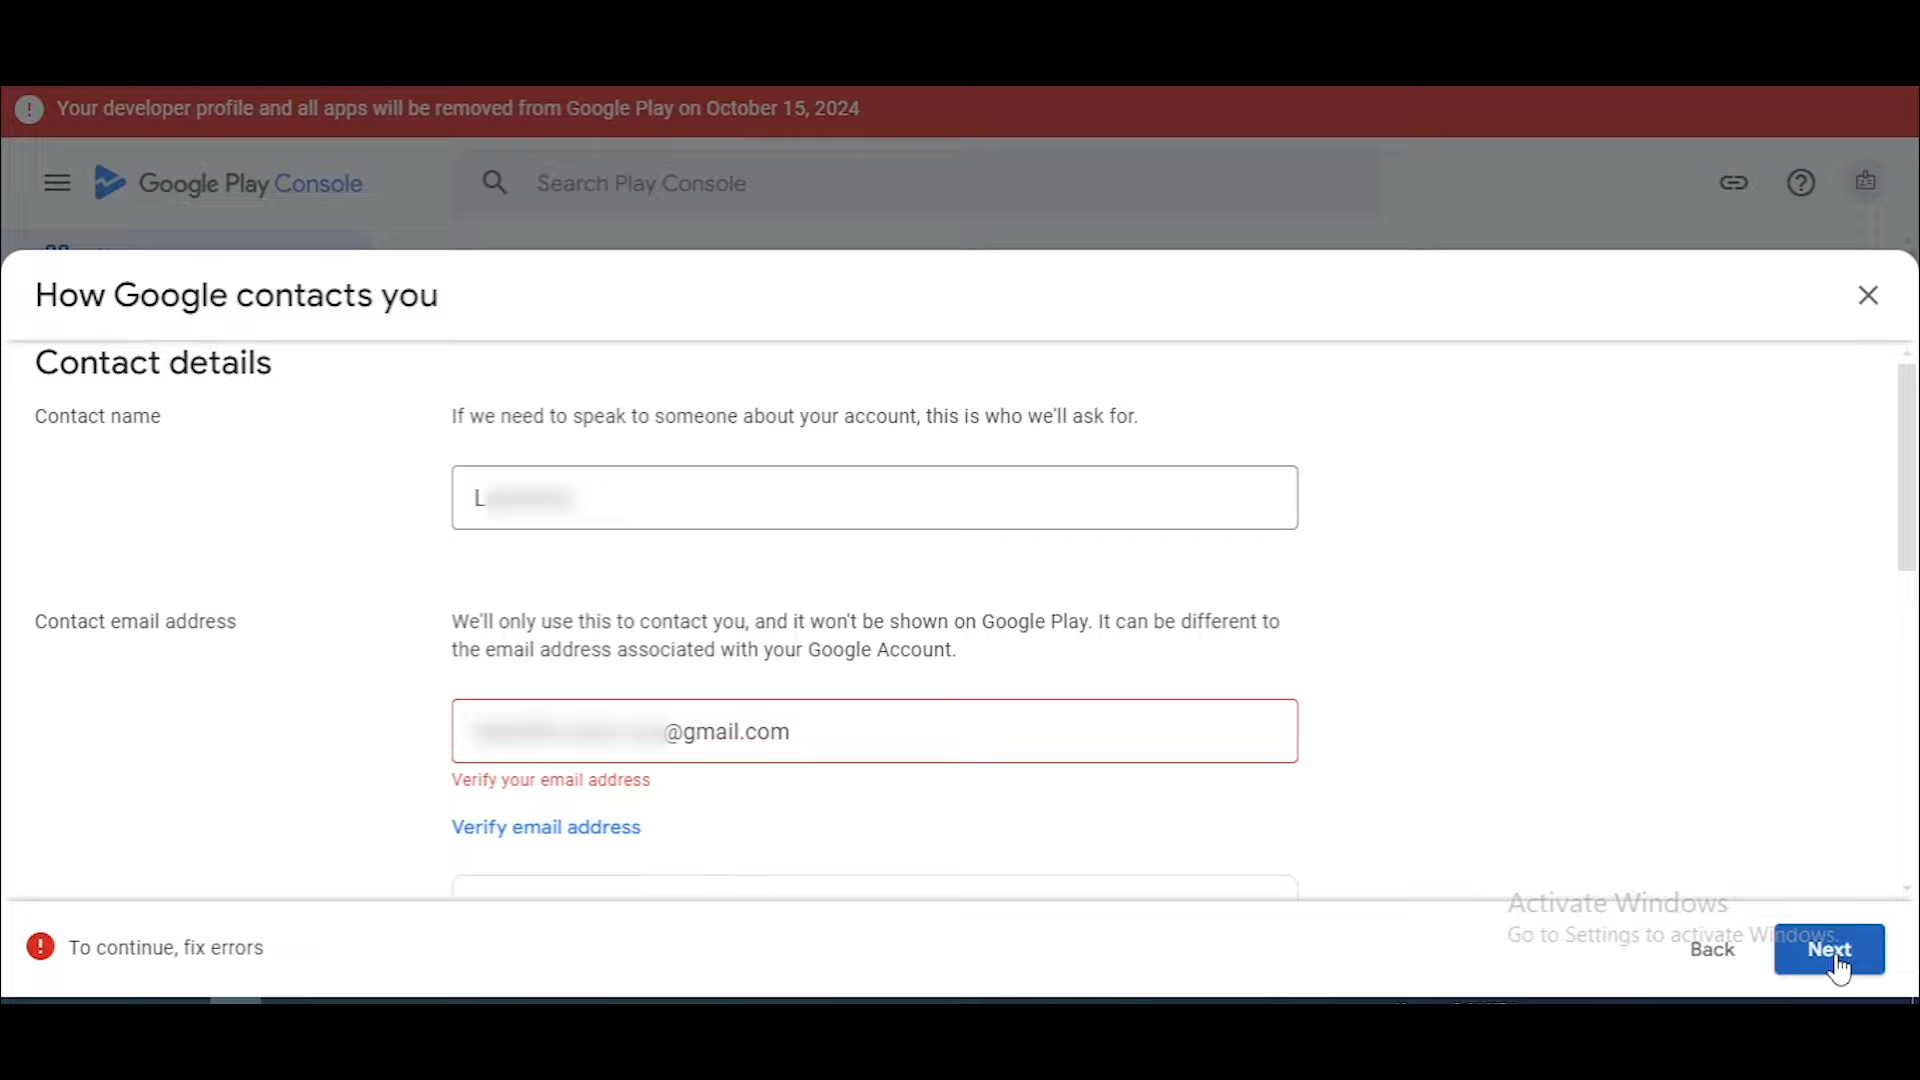 Your developer profile and all apps will be removed from Google Play on October 15, 2024
Google Play Console
Search Play Console
How Google contacts you
Contact details
Contact name
If we need to speak to someone about your account, this is who we'll ask for.
L
Contact email address
We'll only use this to contact you, and it won't be shown on Google Play. It can be different to
the email address associated with your Google Account.
@gmail.com
Verify your email address
Verify email address
Activate Windows
Go to Settings to activate Windows.
To continue, fix errors
Back
Next